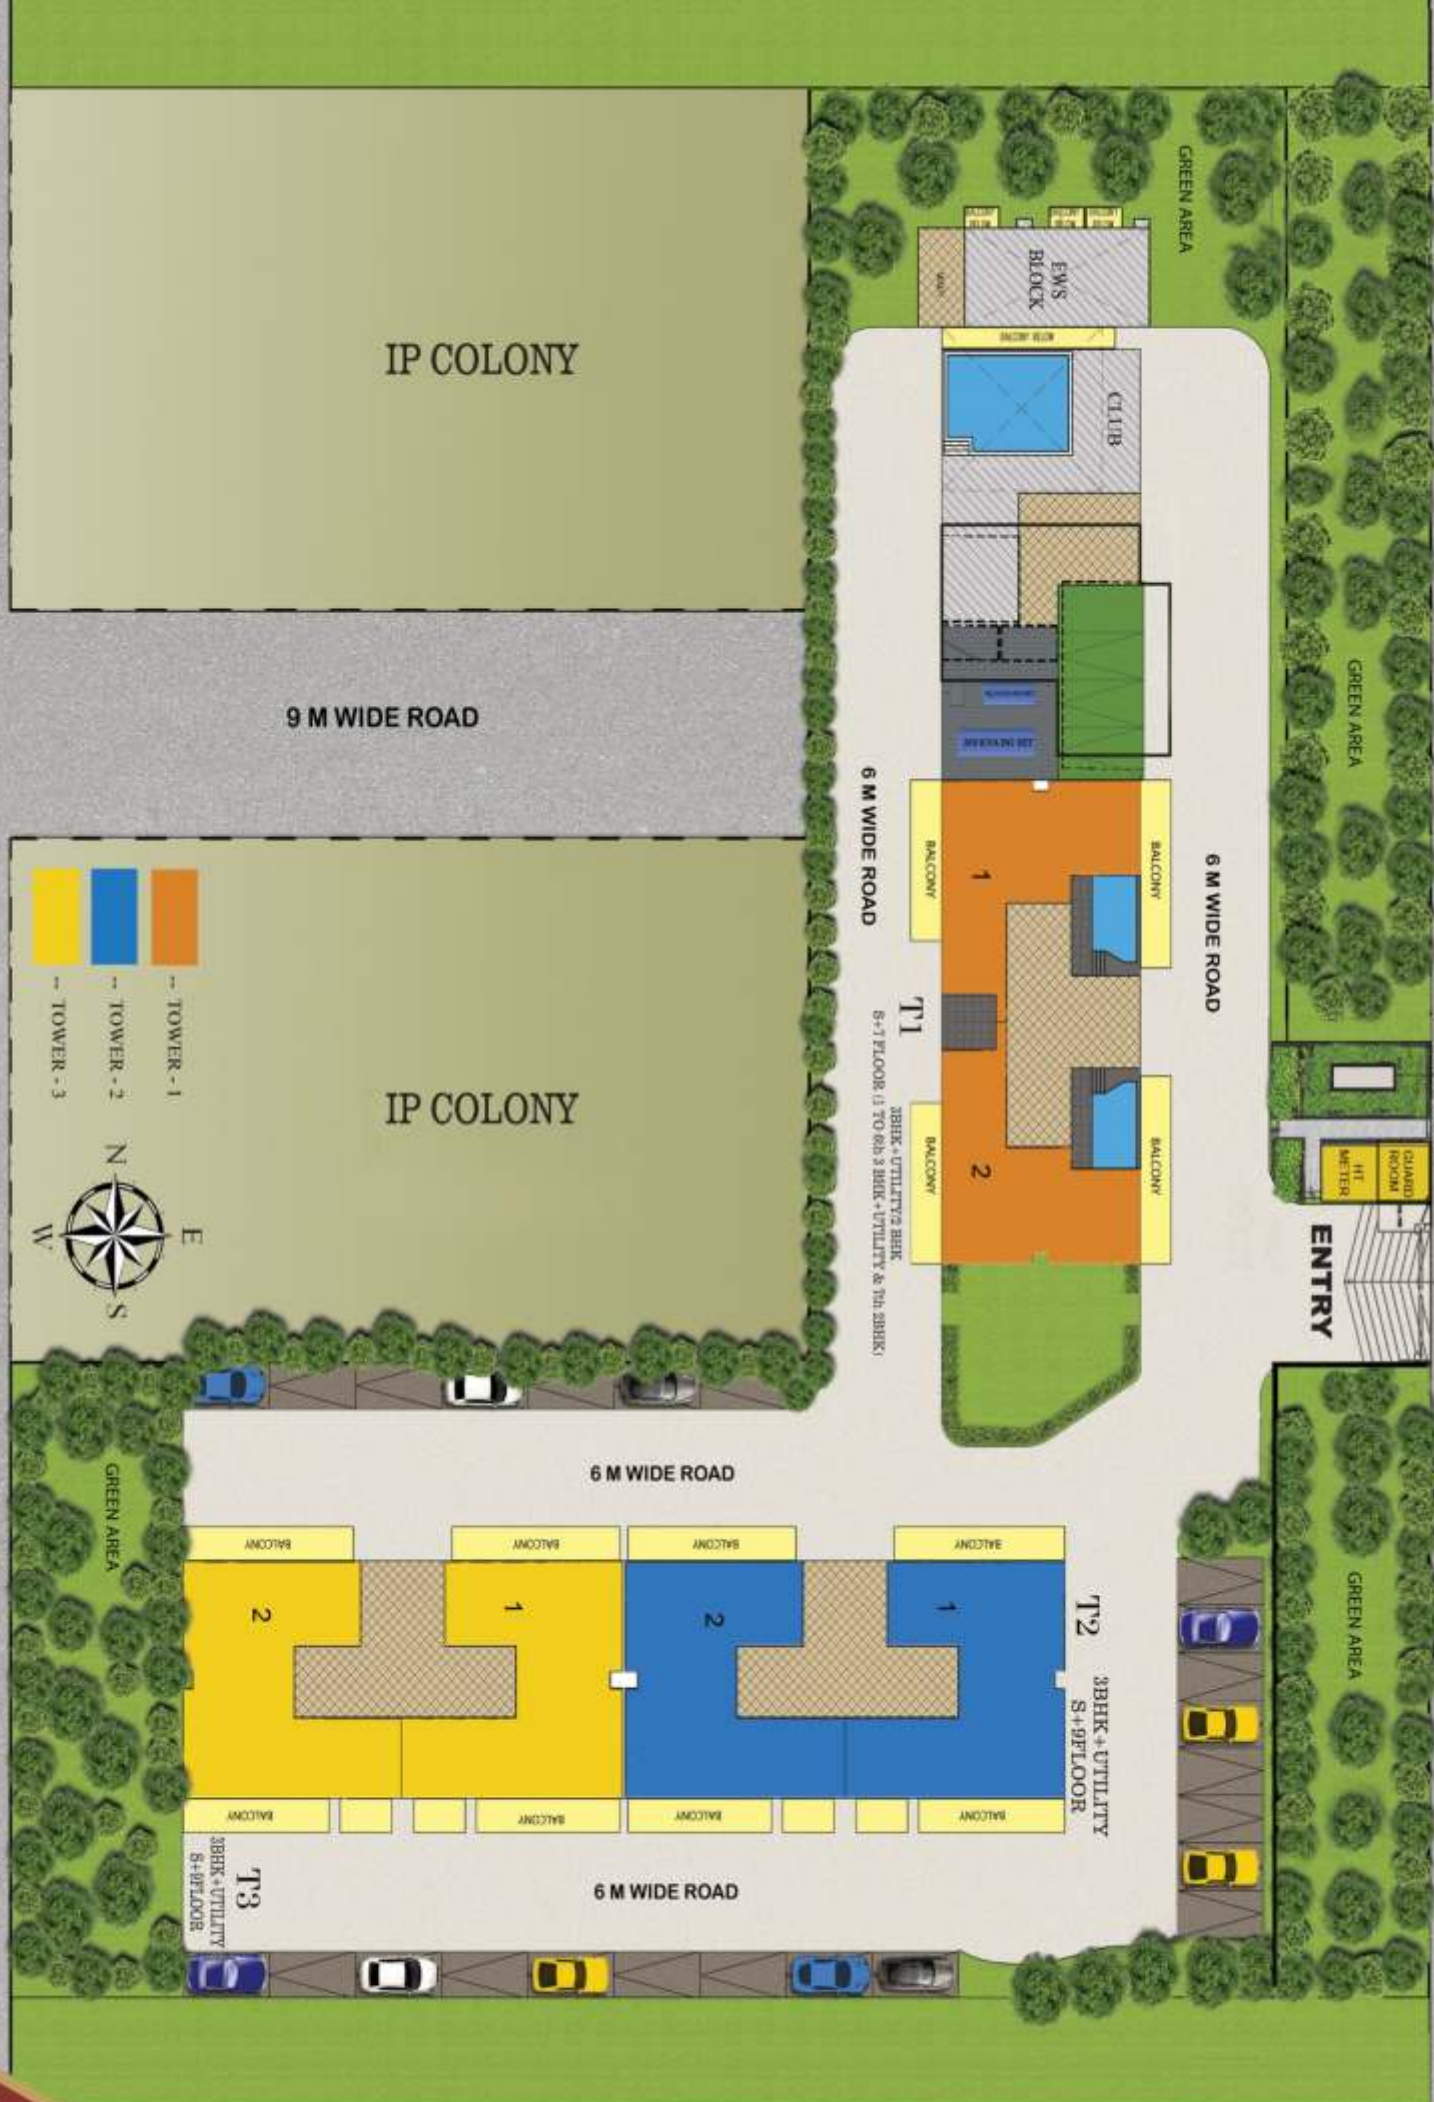 GREEN AREA
EWS
BLOCK
IP COLONY
CLUB
9 M WIDE ROAD
GREEN AREA
6 M WIDE ROAD
6 M WIDE ROAD
BALCONY
BALCONY
1
T1
3BHK+UTILITY/2 BHK
S+7 FLOOR (1 TO 6th 3 BHK+UTILITY & 7th 2BHK)
2
BALCONY
BALCONY
GUARD
ROOM
HT
METER
ENTRY
IP COLONY
-- TOWER - 1
-- TOWER - 2
-- TOWER - 3
N
E
S
W
6 M WIDE ROAD
GREEN AREA
BALCONY
BALCONY
BALCONY
BALCONY
2
1
2
1
T2
3BHK+UTILITY
S+9FLOOR
GREEN AREA
BALCONY
BALCONY
BALCONY
BALCONY
T3
3BHK+UTILITY
S+9FLOOR
6 M WIDE ROAD